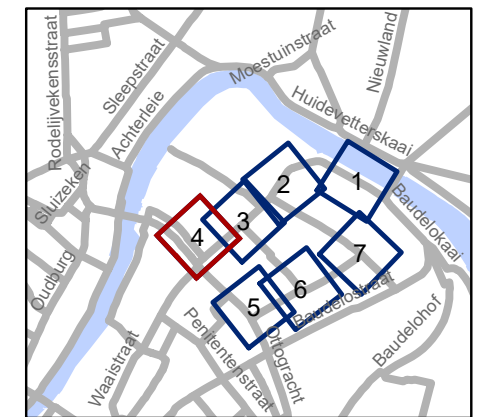 Rodelijvekensstraat
Sleepstraat
Moestuinstraat
Nieuwland
Achterleie
Huidevetterskaai
Sluizeken
1
2
Baudelokaai
3
4
7
Oudburg
6
5
Baudelostraat
Waaistraat
Penitentenstraat
Ottogracht
Baudelohof